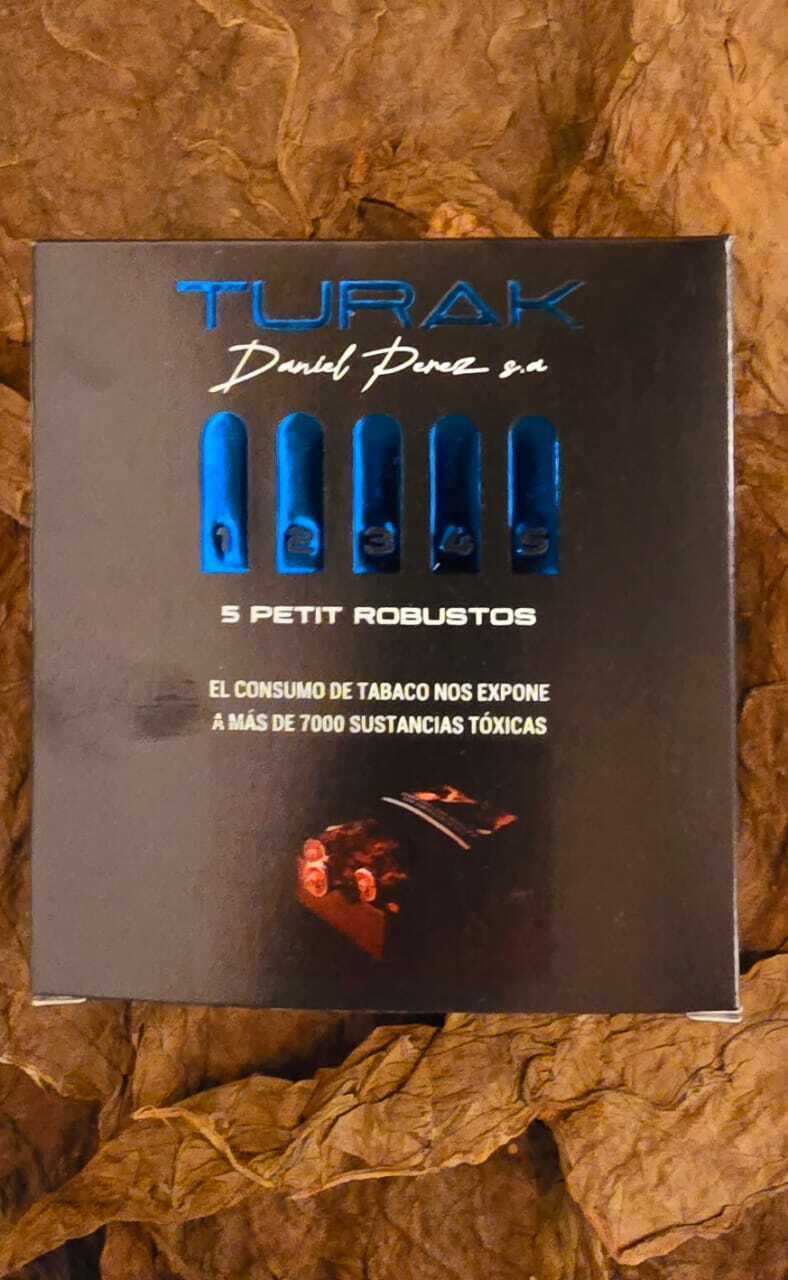 TURAK
Daniel Perez s.a
1 2 3 4 5
5 PETIT ROBUSTOS
EL CONSUMO DE TABACO NOS EXPONE
A MÁS DE 7000 SUSTANCIAS TÓXICAS